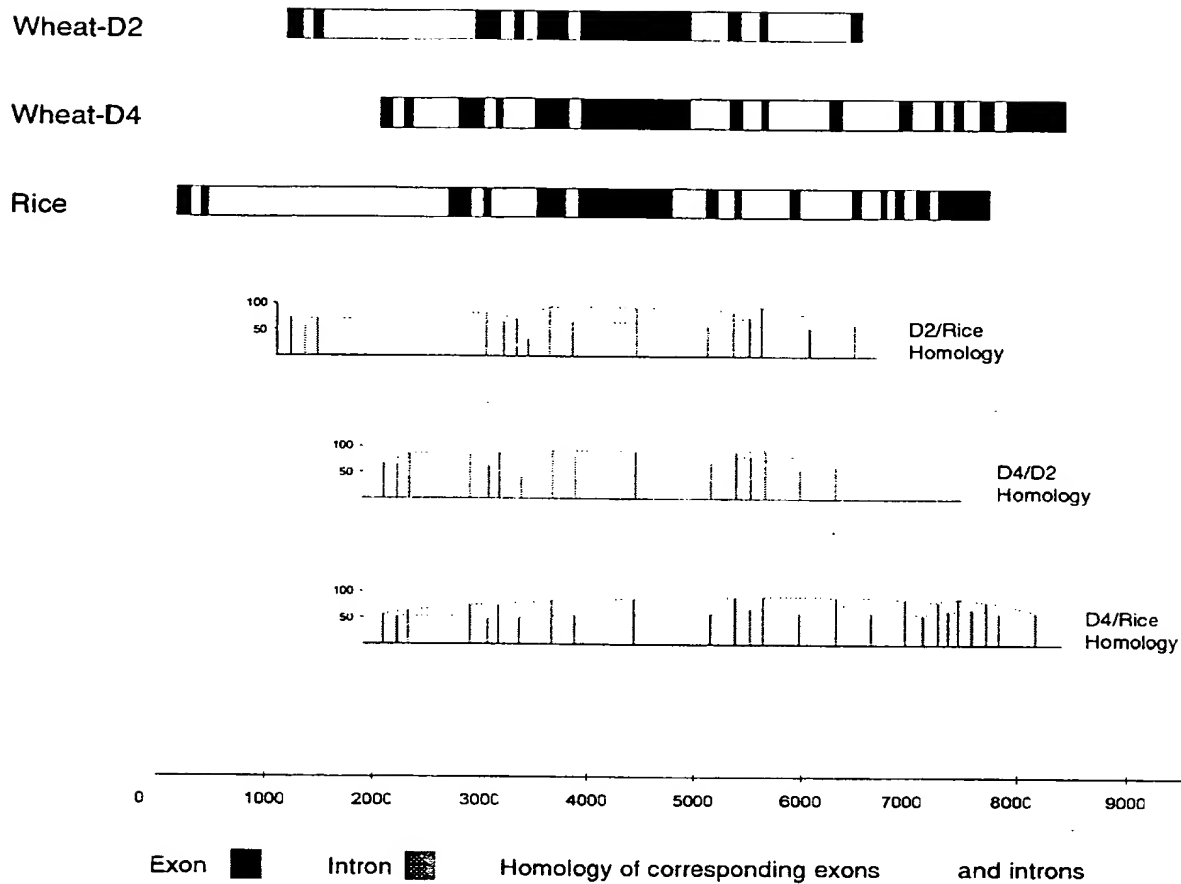 Wheat-D2
Wheat-D4
Rice
100
50
D2/Rice
Homology
100
50
D4/D2
Homology
100
50
D4/Rice
Homology
0 1000 2000 3000 4000 5000 6000 7000 8000 9000
Exon Intron Homology of corresponding exons and introns